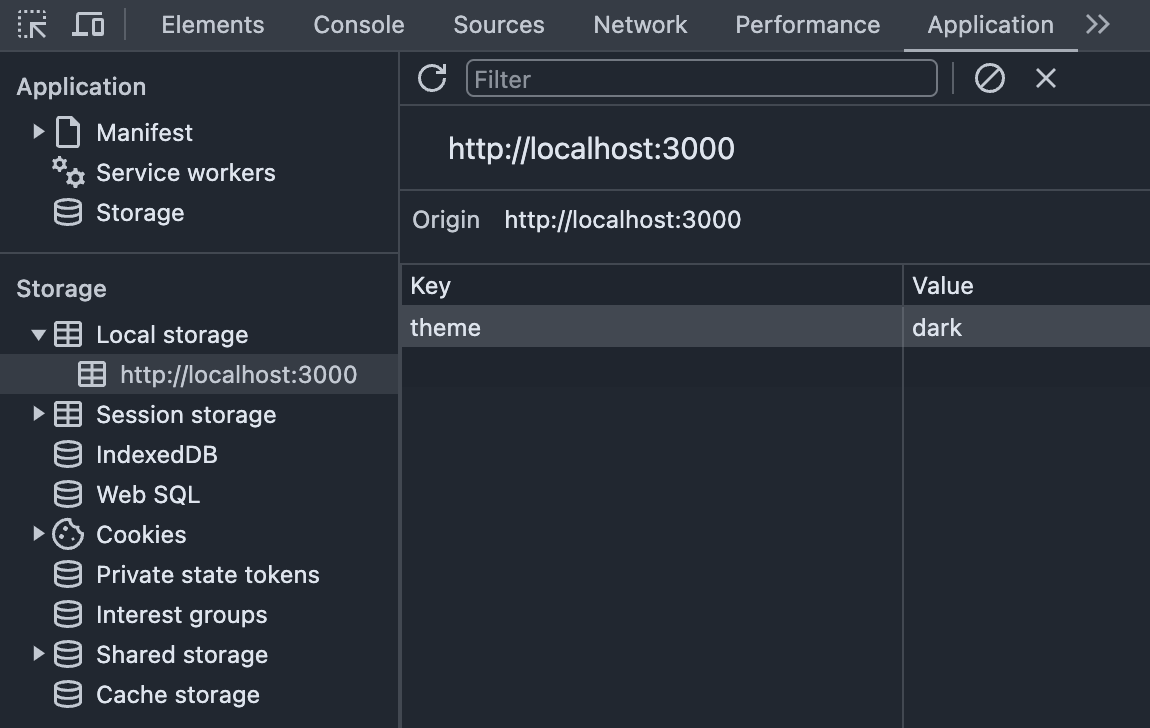 Elements Console Sources Network Performance Application
Application
Manifest
Service workers
Storage
Storage
Local storage
http://localhost:3000
Session storage
IndexedDB
Web SQL
Cookies
Private state tokens
Interest groups
Shared storage
Cache storage
Filter
http://localhost:3000
Origin http://localhost:3000
Key Value
theme dark